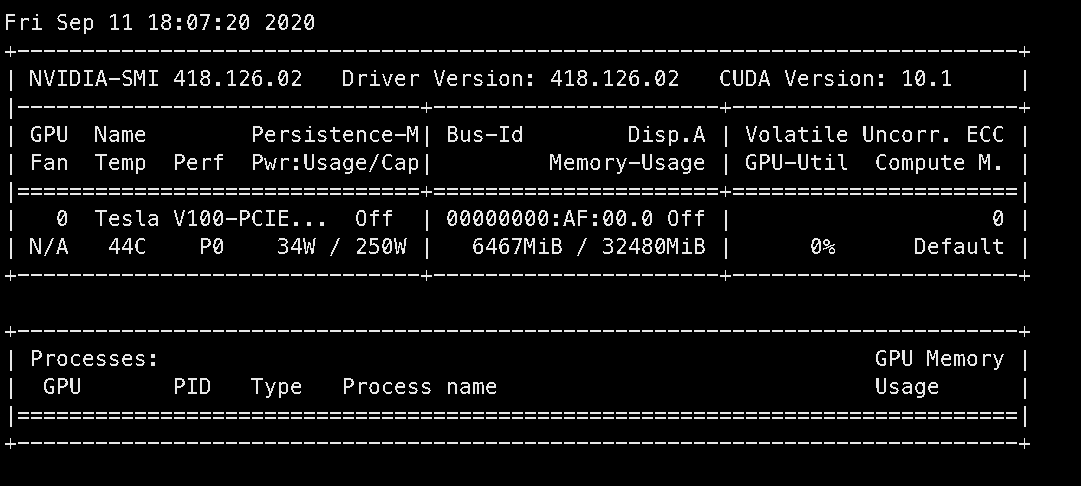 Fri Sep 11 18:07:20 2020
+-----------------------------------------------------------------------------+
| NVIDIA-SMI 418.126.02   Driver Version: 418.126.02   CUDA Version: 10.1     |
|-------------------------------+----------------------+----------------------+
| GPU  Name        Persistence-M| Bus-Id        Disp.A | Volatile Uncorr. ECC |
| Fan  Temp  Perf  Pwr:Usage/Cap|         Memory-Usage | GPU-Util  Compute M. |
|===============================+======================+======================|
|   0  Tesla V100-PCIE...  Off  | 00000000:AF:00.0 Off |                    0 |
| N/A   44C    P0    34W / 250W |   6467MiB / 32480MiB |      0%      Default |
+-------------------------------+----------------------+----------------------+

+-----------------------------------------------------------------------------+
| Processes:                                                       GPU Memory |
|  GPU       PID   Type   Process name                             Usage      |
|=============================================================================|
+-----------------------------------------------------------------------------+